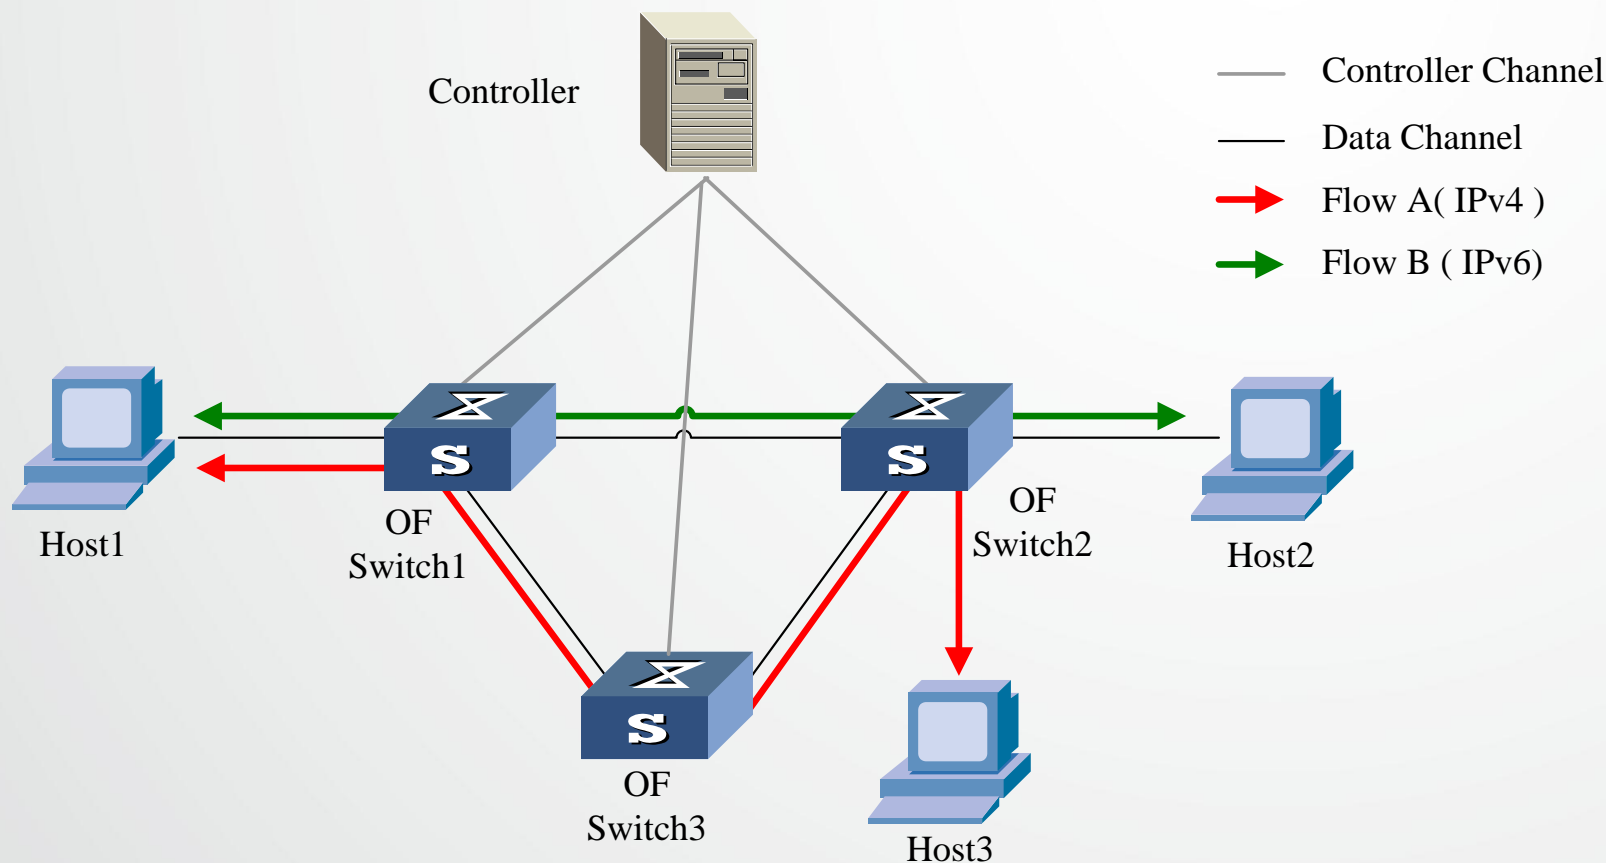 Controller
Controller Channel
Data Channel
Flow A( IPv4 )
Flow B ( IPv6)
S
S
Host1
OF
Switch1
OF
Switch2
Host2
S
OF
Switch3
Host3